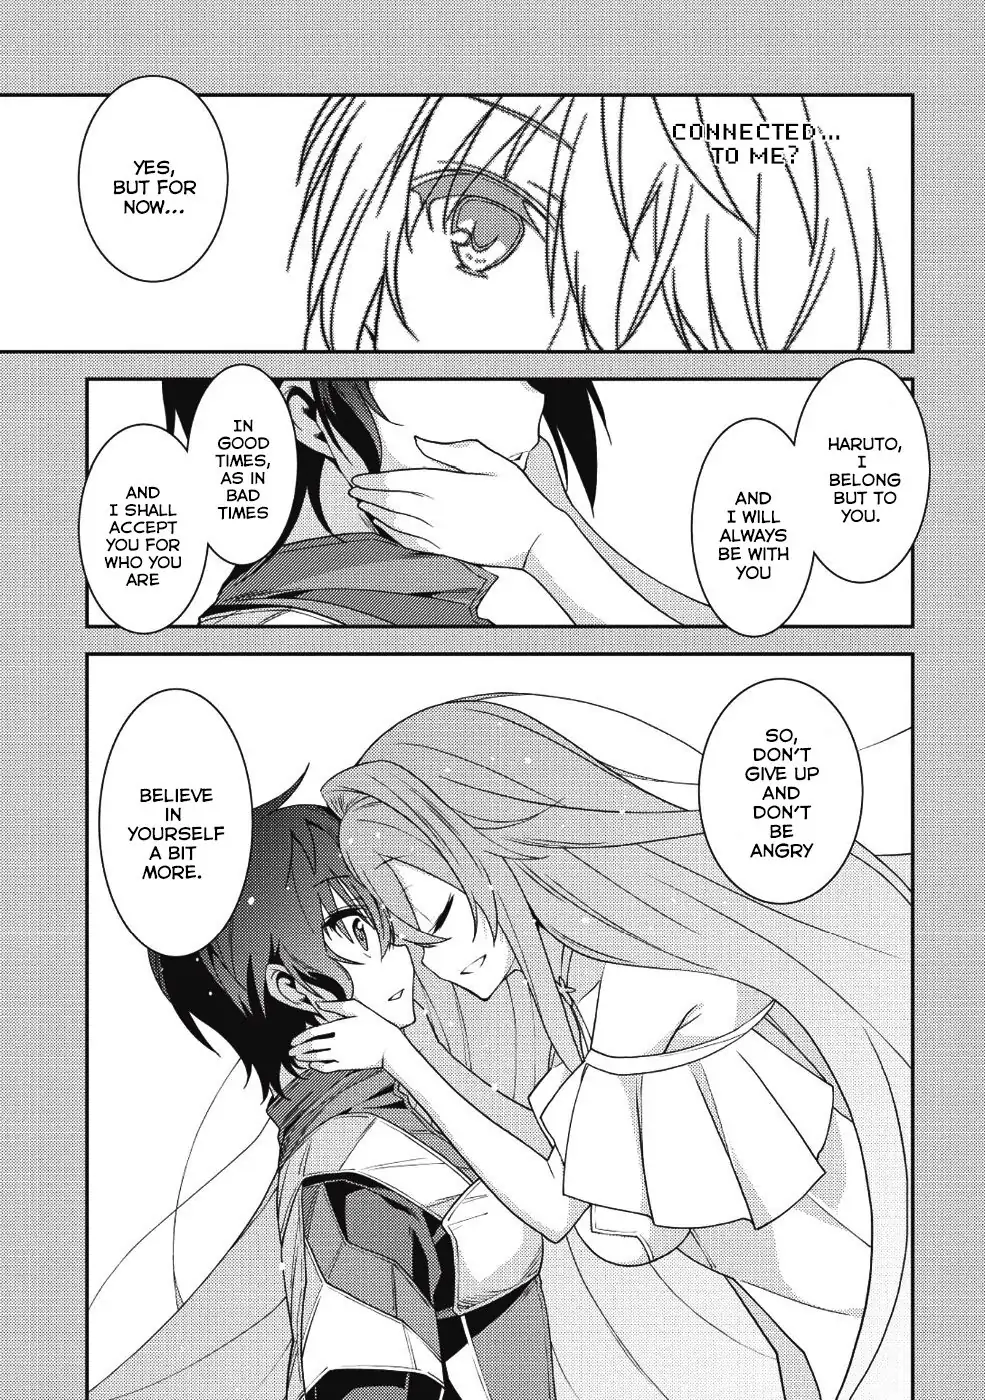 CONNECTED...
TO ME?
YES,
BUT FOR
NOW...
HARUTO,
I
BELONG
BUT TO
YOU.
AND
I WILL
ALWAYS
BE WITH
YOU
IN
GOOD
TIMES,
AS IN
BAD
TIMES
AND
I SHALL
ACCEPT
YOU FOR
WHO YOU
ARE
SO,
DON'T
GIVE UP
AND
DON'T
BE
ANGRY
BELIEVE
IN
YOURSELF
A BIT
MORE.